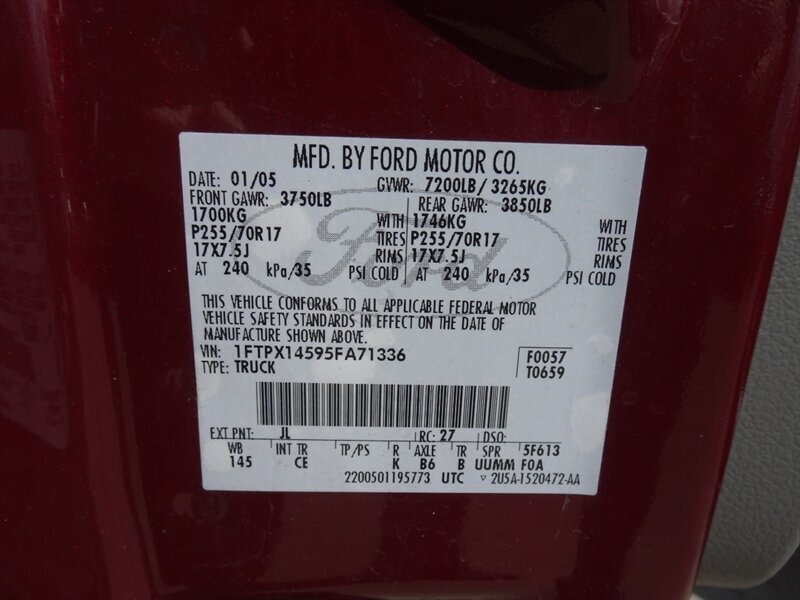 MFD. BY FORD MOTOR CO.
DATE: 01/05 GVWR: 7200LB/ 3265KG
FRONT GAWR: 3750LB REAR GAWR: 3850LB
1700KG WITH 1746KG WITH
P255/70R17 TIRES P255/70R17 TIRES
17X7.5J RIMS 17X7.5J RIMS
AT 240 kPa/35 PSI COLD AT 240 kPa/35 PSI COLD
Ford
THIS VEHICLE CONFORMS TO ALL APPLICABLE FEDERAL MOTOR
VEHICLE SAFETY STANDARDS IN EFFECT ON THE DATE OF
MANUFACTURE SHOWN ABOVE.
VIN: 1FTPX14595FA71336 F0057
TYPE: TRUCK T0659
EXT PNT: JL RC: 27 DSO:
WB INT TR TP/PS R AXLE TR SPR 5F613
145 CE K B6 B UUMM F0A
2200501195773 UTC ▽ 2U5A-1520472-AA